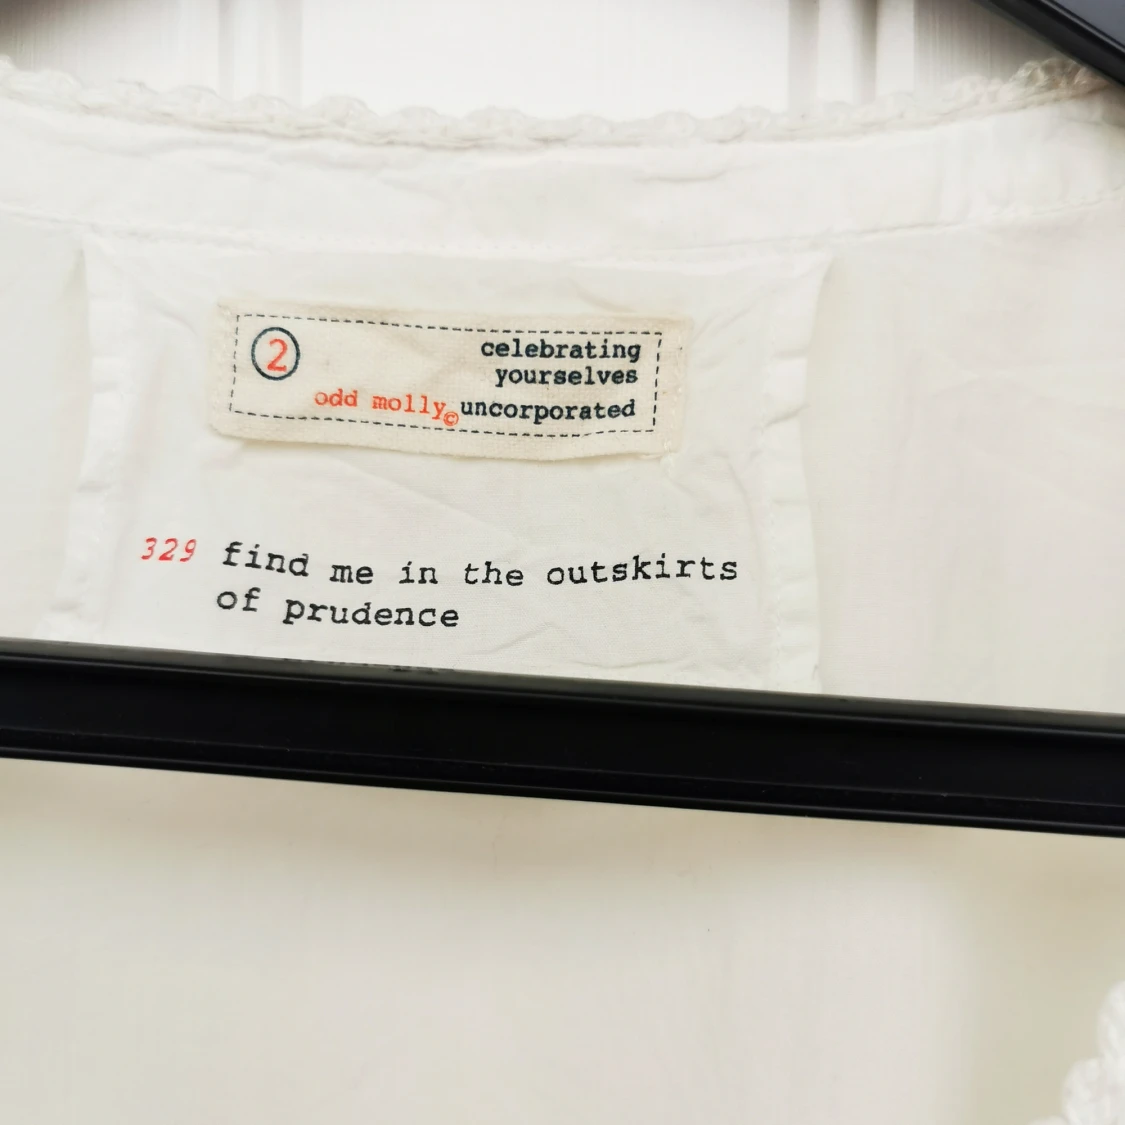 2
celebrating
yourselves
odd molly© uncorporated
329 find me in the outskirts
of prudence